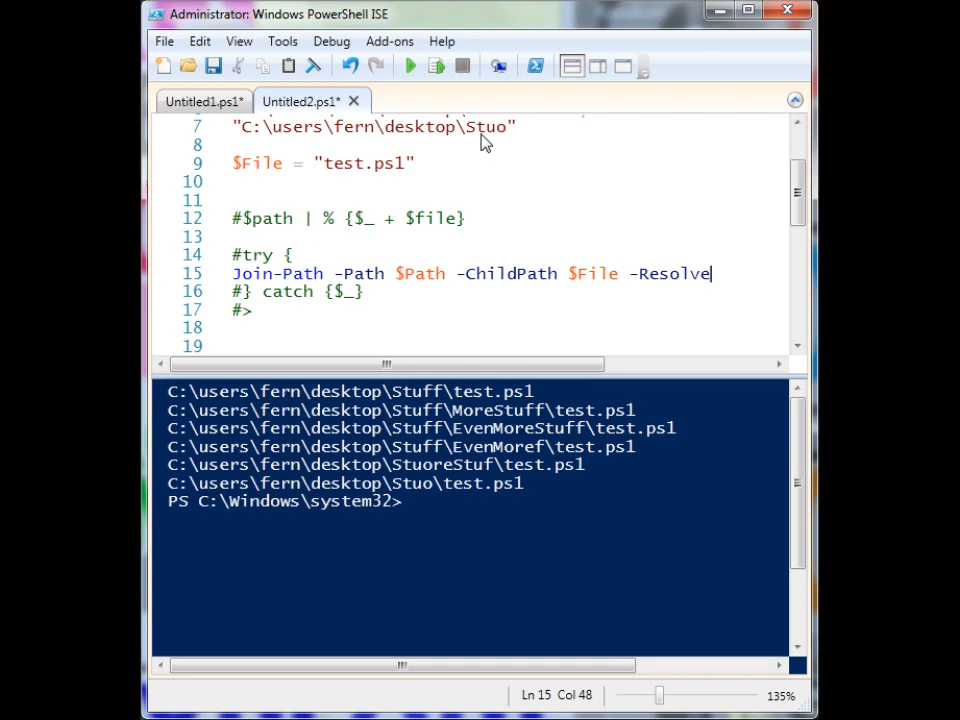 Administrator: Windows PowerShell ISE
File Edit View Tools Debug Add-ons Help
Untitled1.ps1* Untitled2.ps1*
7 "C:\users\fern\desktop\Stuo"
8
9 $File = "test.ps1"
10
11
12 #$path | % {$_ + $file}
13
14 #try {
15 Join-Path -Path $Path -ChildPath $File -Resolve
16 #} catch {$_}
17 #>
18
19
C:\users\fern\desktop\Stuff\test.ps1
C:\users\fern\desktop\Stuff\MoreStuff\test.ps1
C:\users\fern\desktop\Stuff\EvenMoreStuff\test.ps1
C:\users\fern\desktop\Stuff\EvenMoref\test.ps1
C:\users\fern\desktop\StuoreStuf\test.ps1
C:\users\fern\desktop\Stuo\test.ps1
PS C:\Windows\system32>
Ln 15 Col 48 135%